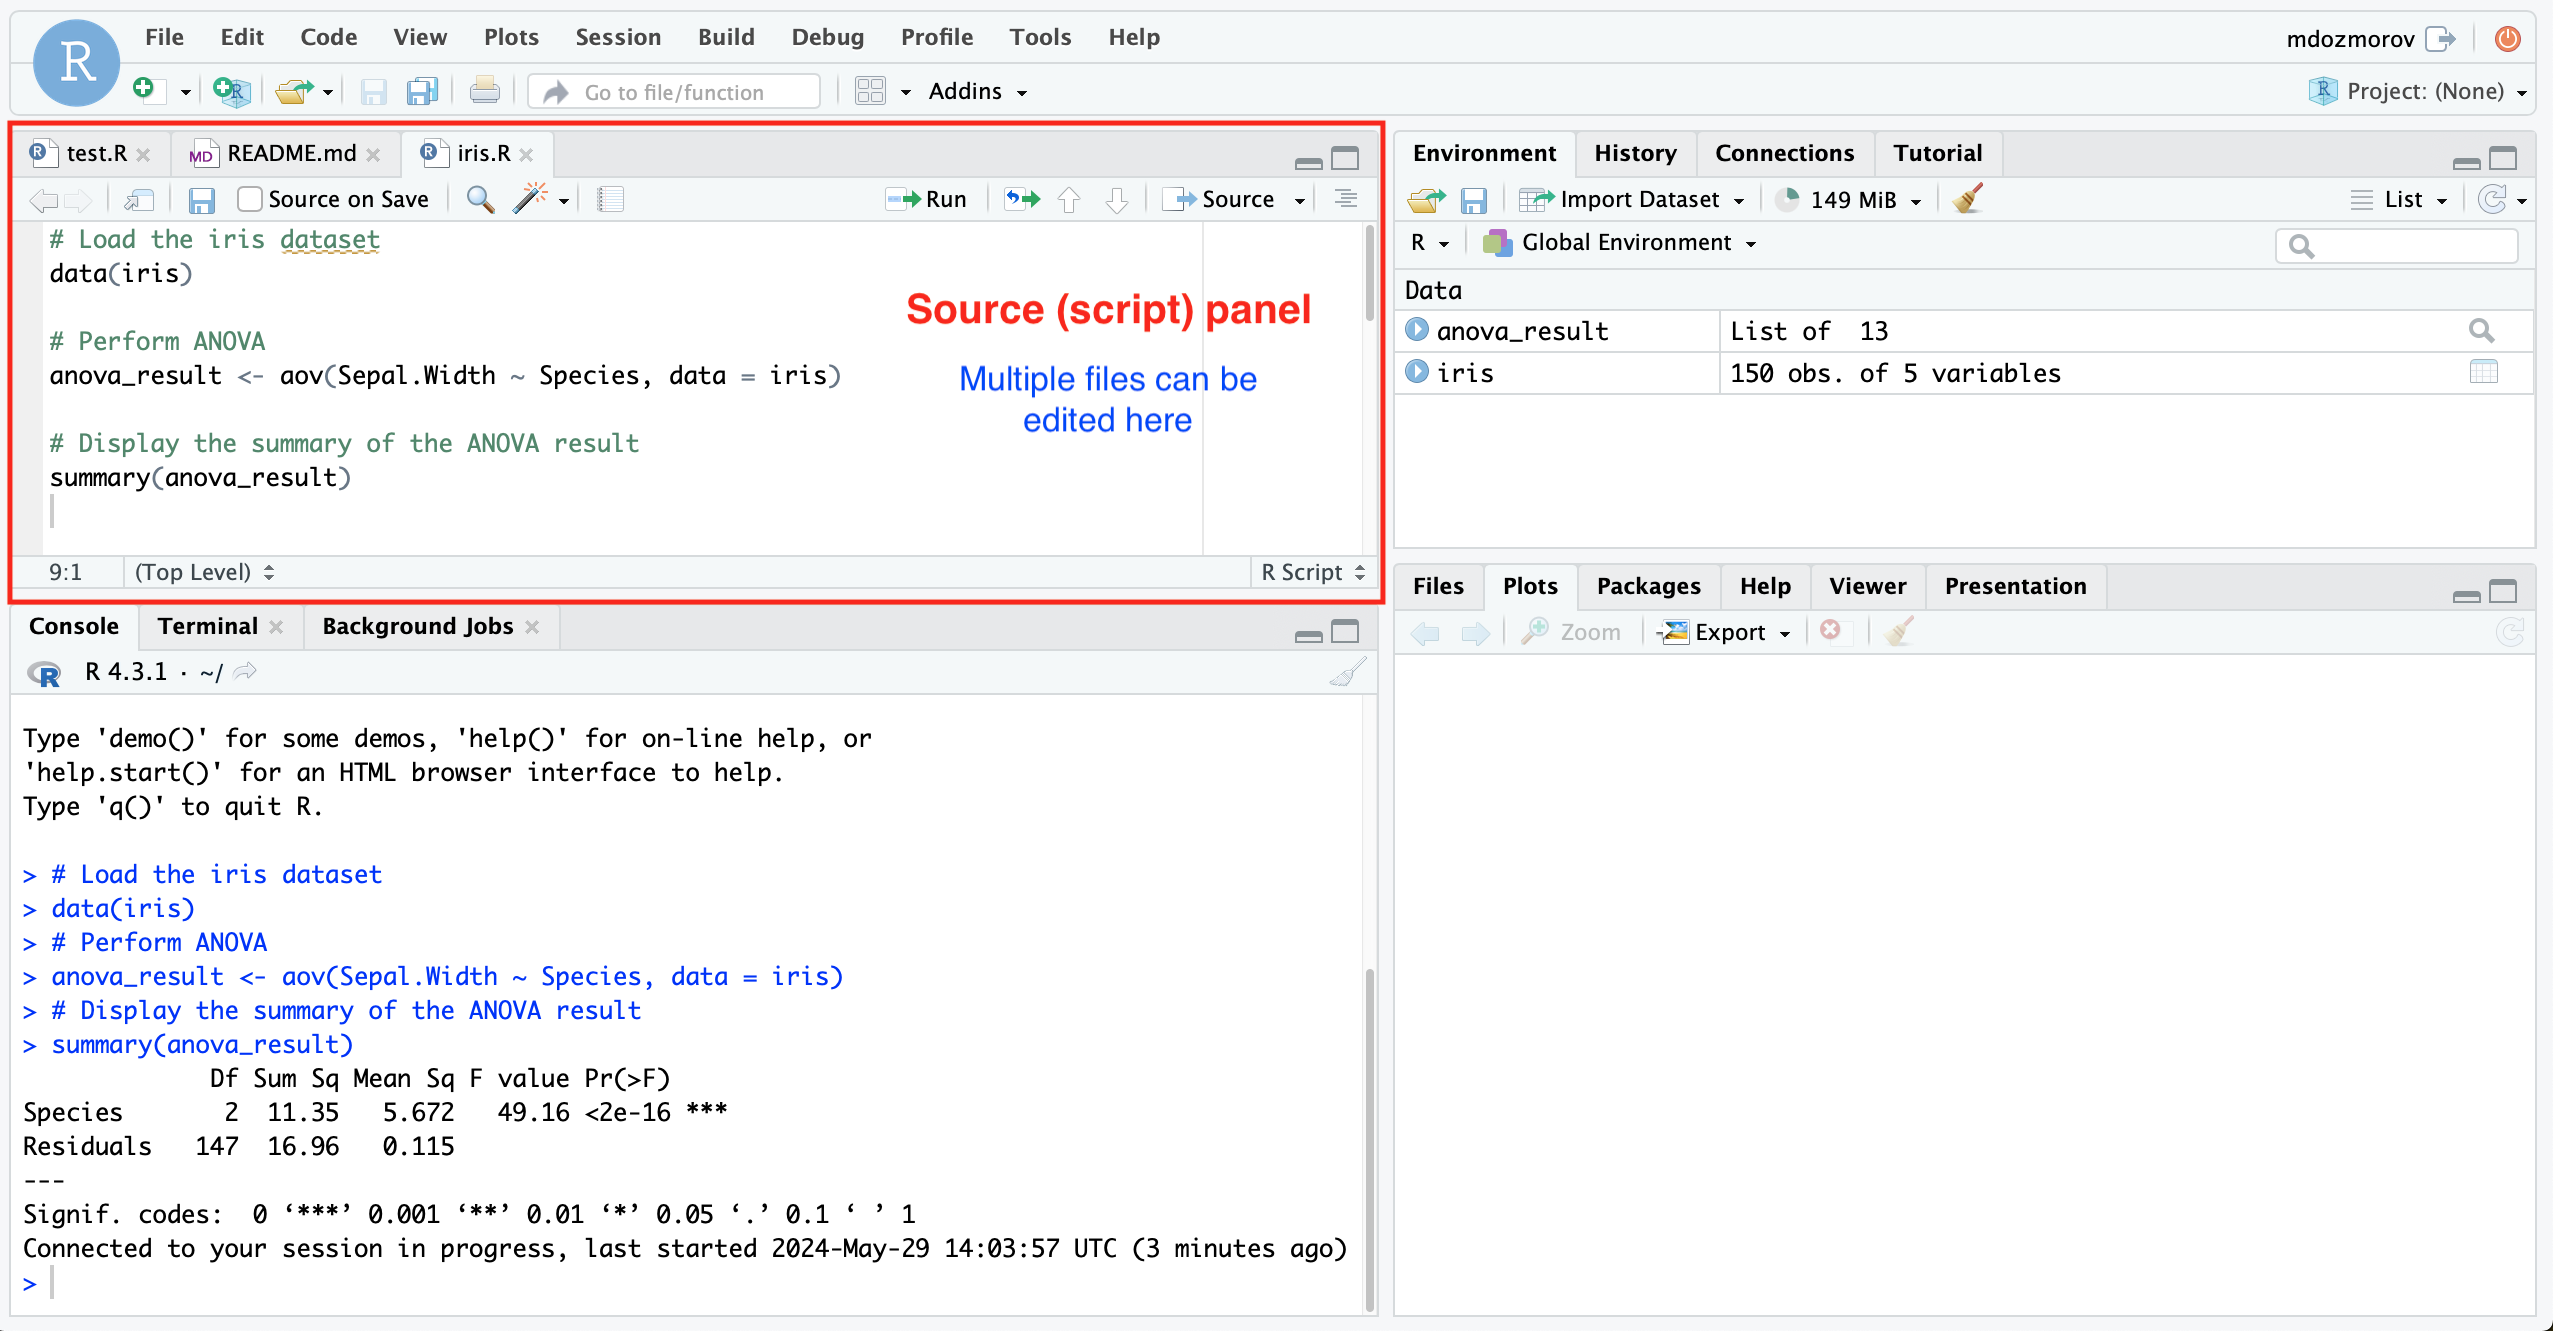 R File Edit Code View Plots Session Build Debug Profile Tools Help mdozmorov
Go to file/function Addins Project: (None)
test.R README.md iris.R
Source on Save Run Source
# Load the iris dataset
data(iris)
# Perform ANOVA
anova_result <- aov(Sepal.Width ~ Species, data = iris)
# Display the summary of the ANOVA result
summary(anova_result)
Source (script) panel
Multiple files can be
edited here
9:1 (Top Level) R Script
Console Terminal Background Jobs
R 4.3.1 · ~/
Type 'demo()' for some demos, 'help()' for on-line help, or
'help.start()' for an HTML browser interface to help.
Type 'q()' to quit R.
> # Load the iris dataset
> data(iris)
> # Perform ANOVA
> anova_result <- aov(Sepal.Width ~ Species, data = iris)
> # Display the summary of the ANOVA result
> summary(anova_result)
Df Sum Sq Mean Sq F value Pr(>F)
Species 2 11.35 5.672 49.16 <2e-16 ***
Residuals 147 16.96 0.115
---
Signif. codes:  0 ‘***’ 0.001 ‘**’ 0.01 ‘*’ 0.05 ‘.’ 0.1 ‘ ’ 1
Connected to your session in progress, last started 2024-May-29 14:03:57 UTC (3 minutes ago)
>
Environment History Connections Tutorial
Import Dataset 149 MiB List
R Global Environment
Data
anova_result List of  13
iris 150 obs. of 5 variables
Files Plots Packages Help Viewer Presentation
Zoom Export